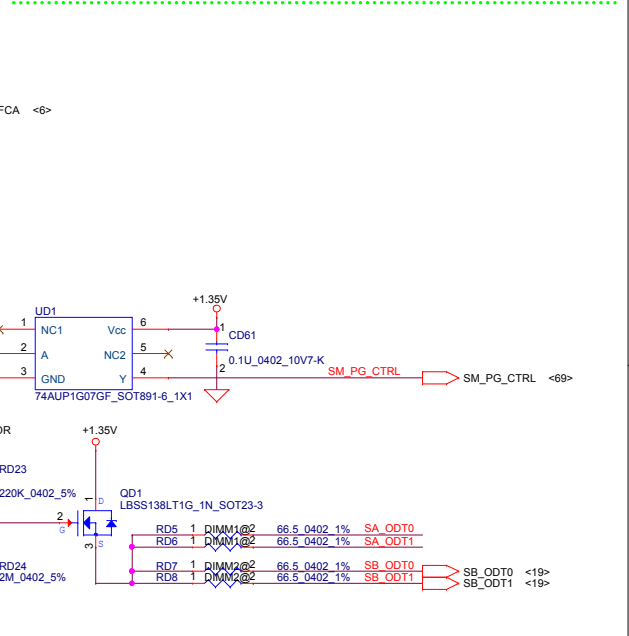 FCA <6>
+1.35V
UD1
1 NC1 Vcc 6
1
CD61
2 A NC2 5
0.1U_0402_10V7-K
2
3 GND Y 4
SM_PG_CTRL
SM_PG_CTRL <69>
74AUP1G07GF_SOT891-6_1X1
OR
+1.35V
RD23
220K_0402_5%
1
D
QD1
LBSS138LT1G_1N_SOT23-3
2
G
S
3
RD5 1 DIMM1@2 66.5_0402_1% SA_ODT0
RD6 1 DIMM1@2 66.5_0402_1% SA_ODT1
RD24
RD7 1 DIMM2@2 66.5_0402_1% SB_ODT0
SB_ODT0 <19>
2M_0402_5%
RD8 1 DIMM2@2 66.5_0402_1% SB_ODT1
SB_ODT1 <19>